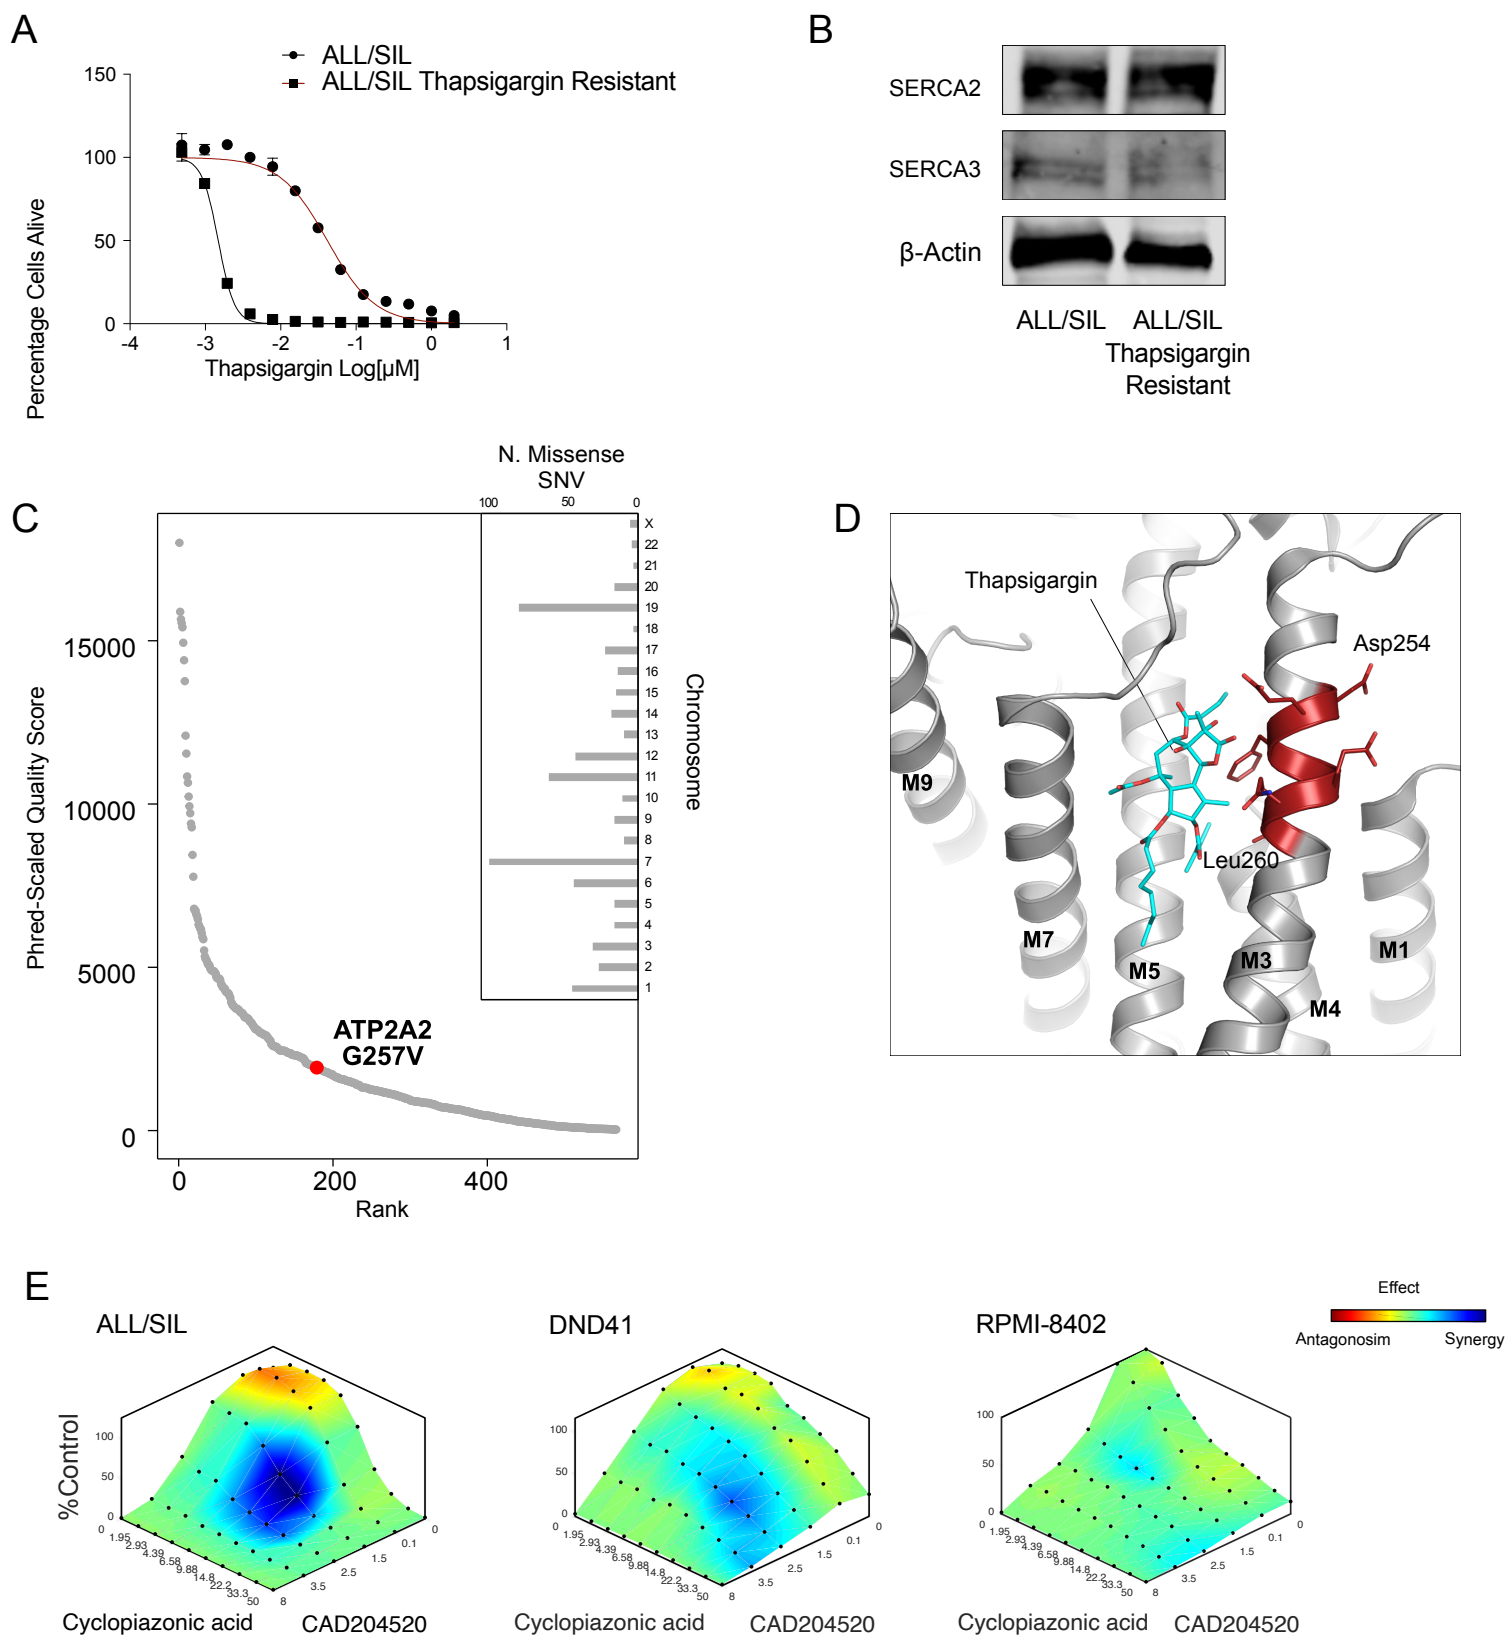 A
ALL/SIL
ALL/SIL Thapsigargin Resistant
150
100
50
0
-4 -3 -2 -1 0 1
Percentage Cells Alive
Thapsigargin Log[µM]
B
SERCA2
SERCA3
β-Actin
ALL/SIL
ALL/SIL
Thapsigargin
Resistant
C
N. Missense
SNV
100 50 0
X
22
21
20
19
18
17
16
15
14
13
12
11
10
9
8
7
6
5
4
3
2
1
Chromosome
Phred-Scaled Quality Score
15000
10000
5000
0
ATP2A2
G257V
0 200 400
Rank
D
Thapsigargin
Asp254
Leu260
M9
M7
M5
M3
M4
M1
E
Effect
Antagonosim Synergy
ALL/SIL
%Control
100
50
0
0 1.95 2.93 4.39 6.58 9.88 14.8 22.2 33.3 50
8 3.5 2.5 1.5 0.1 0
Cyclopiazonic acid CAD204520
DND41
100
50
0
0 1.95 2.93 4.39 6.58 9.88 14.8 22.2 33.3 50
8 3.5 2.5 1.5 0.1 0
Cyclopiazonic acid CAD204520
RPMI-8402
100
50
0
0 1.95 2.93 4.39 6.58 9.88 14.8 22.2 33.3 50
8 3.5 2.5 1.5 0.1 0
Cyclopiazonic acid CAD204520